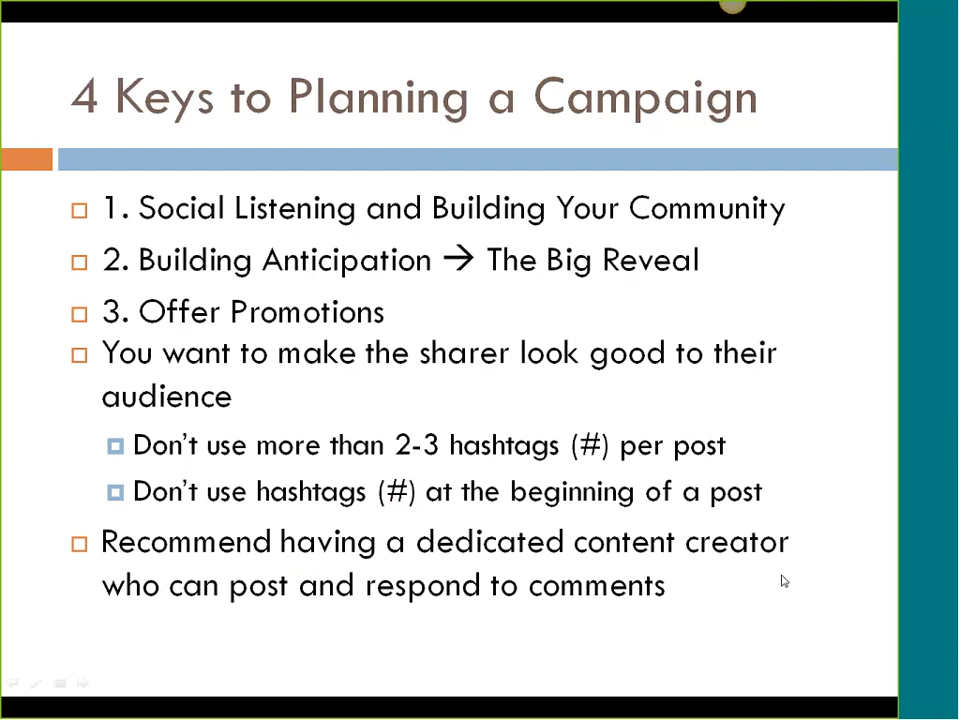 4 Keys to Planning a Campaign
1. Social Listening and Building Your Community
2. Building Anticipation → The Big Reveal
3. Offer Promotions
You want to make the sharer look good to their
audience
Don't use more than 2-3 hashtags (#) per post
Don't use hashtags (#) at the beginning of a post
Recommend having a dedicated content creator
who can post and respond to comments